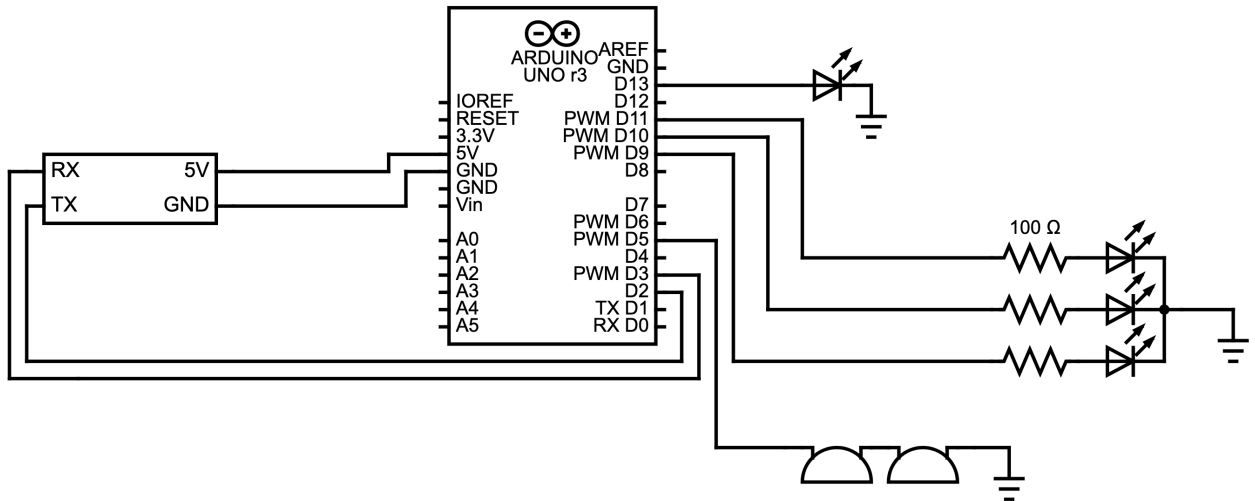 ARDUINO
UNO r3
AREF
GND
D13
D12
PWM D11
PWM D10
PWM D9
D8
D7
PWM D6
PWM D5
D4
PWM D3
D2
TX D1
RX D0
IOREF
RESET
3.3V
5V
GND
GND
Vin
A0
A1
A2
A3
A4
A5
RX 5V
TX GND
100 Ω